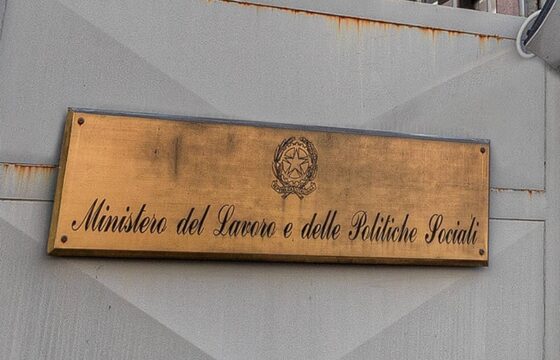 Ministero del Lavoro e delle Politiche Sociali